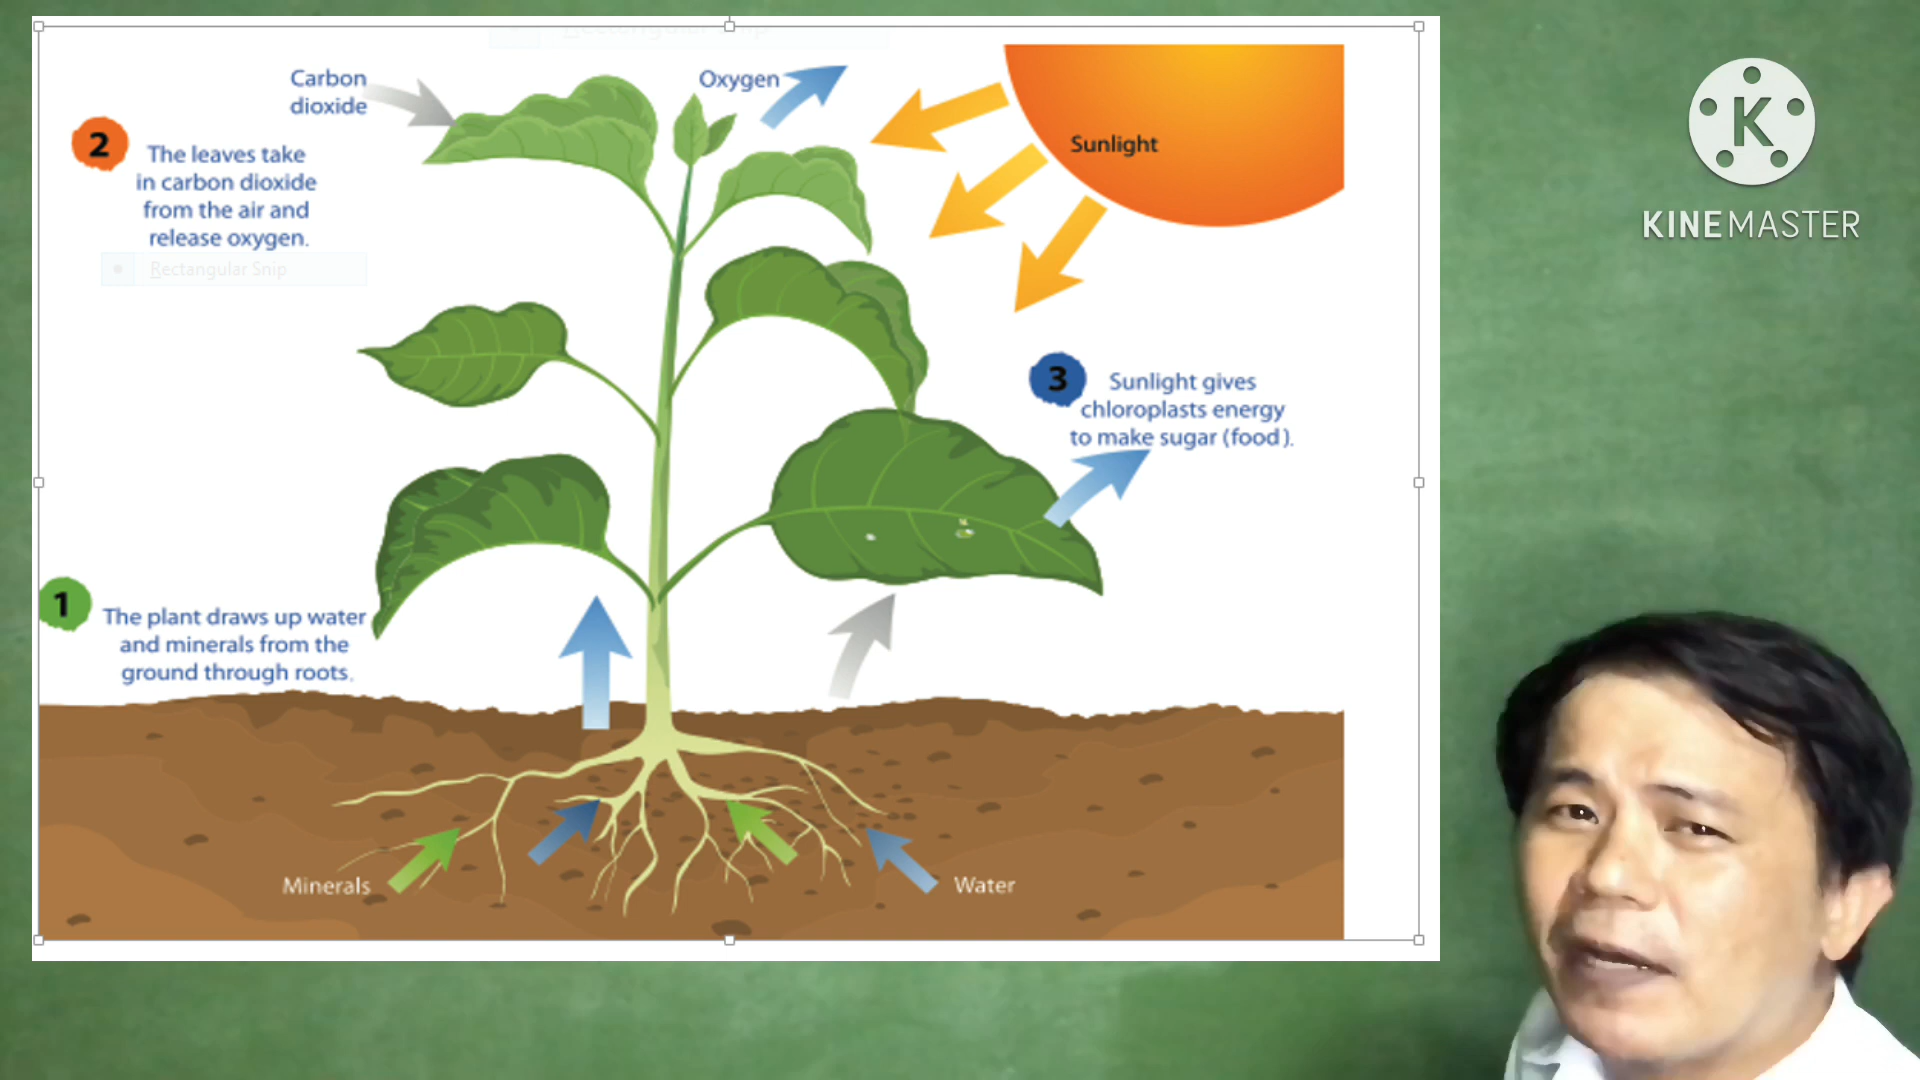 Rectangular Snip
Carbon
dioxide
Oxygen
Sunlight
2
The leaves take
in carbon dioxide
from the air and
release oxygen.
Rectangular Snip
3
Sunlight gives
chloroplasts energy
to make sugar (food).
1
The plant draws up water
and minerals from the
ground through roots.
Minerals
Water
K
KINEMASTER